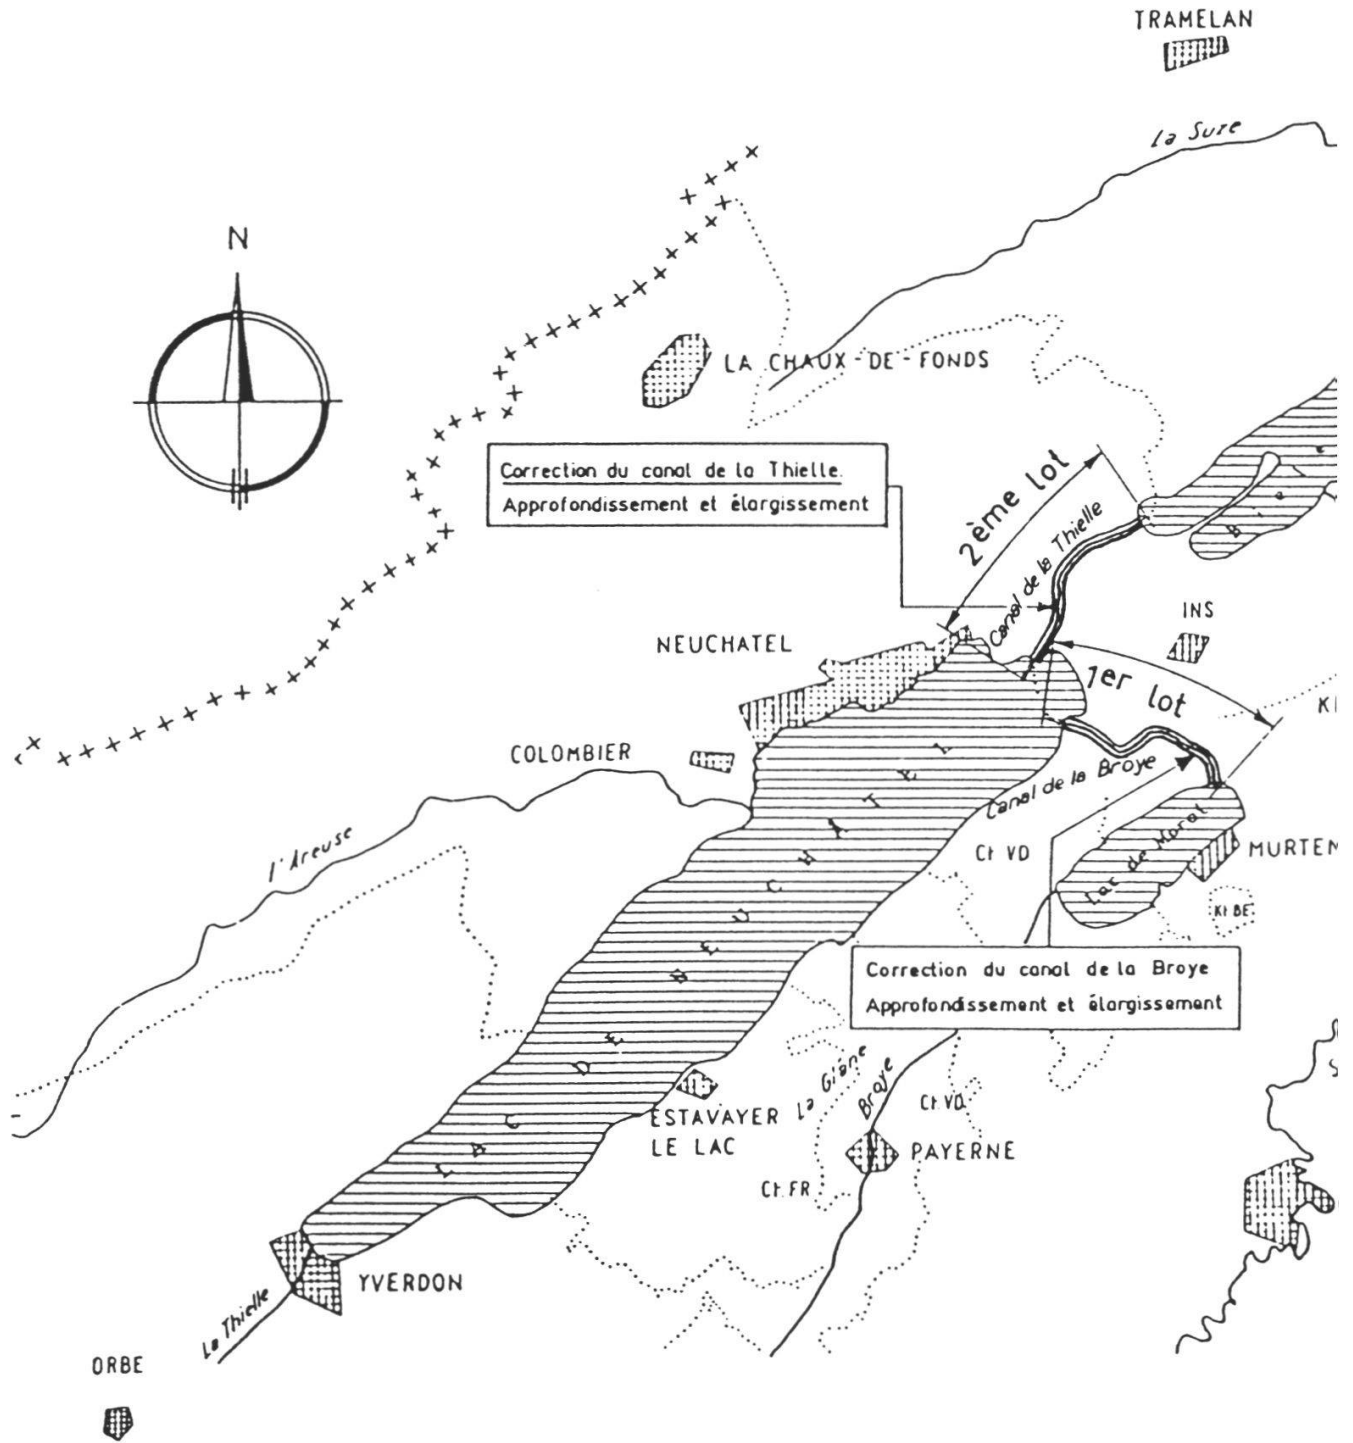 TRAMELAN
La Suze
N
LA CHAUX-DE-FONDS
Correction du canal de la Thielle.
Approfondissement et élargissement
2ème lot
Canal de la Thielle
B i e
INS
NEUCHATEL
1er lot
COLOMBIER
Canal de la Broye
l'Areuse
LAC DE NEUCHATEL
Ct VD
Lac de Morat
MURTEN
Kt BE
Correction du canal de la Broye
Approfondissement et élargissement
La Glâne
Broye
Ct. VD
ESTAVAYER
LE LAC
PAYERNE
Ct. FR
YVERDON
La Thielle
ORBE